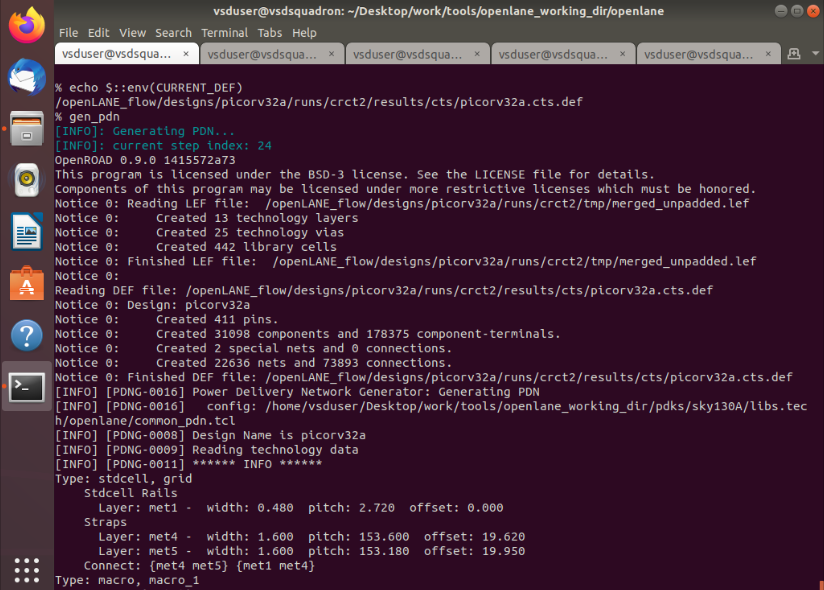 vsduser@vsdsquadron: ~/Desktop/work/tools/openlane_working_dir/openlane
File Edit View Search Terminal Tabs Help
vsduser@vsdsqua... × vsduser@vsdsqua... × vsduser@vsdsqua... × vsduser@vsdsqua... × vsduser@vsdsqua... ×
% echo $::env(CURRENT_DEF)
/openLANE_flow/designs/picorv32a/runs/crct2/results/cts/picorv32a.cts.def
% gen_pdn
[INFO]: Generating PDN...
[INFO]: current step index: 24
OpenROAD 0.9.0 1415572a73
This program is licensed under the BSD-3 license. See the LICENSE file for details.
Components of this program may be licensed under more restrictive licenses which must be honored.
Notice 0: Reading LEF file:  /openLANE_flow/designs/picorv32a/runs/crct2/tmp/merged_unpadded.lef
Notice 0:     Created 13 technology layers
Notice 0:     Created 25 technology vias
Notice 0:     Created 442 library cells
Notice 0: Finished LEF file:  /openLANE_flow/designs/picorv32a/runs/crct2/tmp/merged_unpadded.lef
Notice 0:
Reading DEF file: /openLANE_flow/designs/picorv32a/runs/crct2/results/cts/picorv32a.cts.def
Notice 0: Design: picorv32a
Notice 0:     Created 411 pins.
Notice 0:     Created 31098 components and 178375 component-terminals.
Notice 0:     Created 2 special nets and 0 connections.
Notice 0:     Created 22636 nets and 73893 connections.
Notice 0: Finished DEF file: /openLANE_flow/designs/picorv32a/runs/crct2/results/cts/picorv32a.cts.def
[INFO] [PDNG-0016] Power Delivery Network Generator: Generating PDN
[INFO] [PDNG-0016]   config: /home/vsduser/Desktop/work/tools/openlane_working_dir/pdks/sky130A/libs.tec
h/openlane/common_pdn.tcl
[INFO] [PDNG-0008] Design Name is picorv32a
[INFO] [PDNG-0009] Reading technology data
[INFO] [PDNG-0011] ****** INFO ******
Type: stdcell, grid
    Stdcell Rails
      Layer: met1 -  width: 0.480  pitch: 2.720  offset: 0.000
    Straps
      Layer: met4 -  width: 1.600  pitch: 153.600  offset: 19.620
      Layer: met5 -  width: 1.600  pitch: 153.180  offset: 19.950
    Connect: {met4 met5} {met1 met4}
Type: macro, macro_1